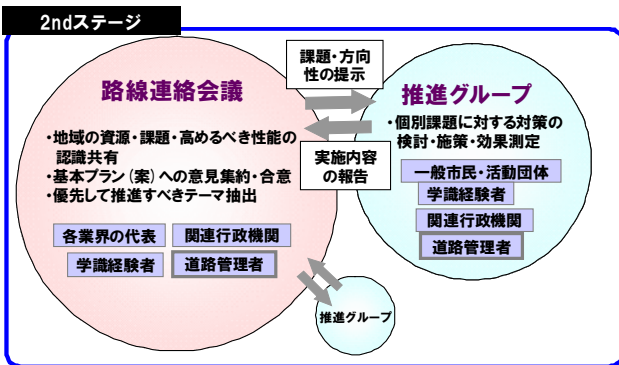 2ndステージ
路線連絡会議
・地域の資源・課題・高めるべき性能の
認識共有
・基本プラン(案)への意見集約・合意
・優先して推進すべきテーマ抽出
各業界の代表
関連行政機関
学識経験者
道路管理者
課題・方向
性の提示
実施内容
の報告
推進グループ
・個別課題に対する対策の
検討・施策・効果測定
一般市民・活動団体
学識経験者
関連行政機関
道路管理者
推進グループ